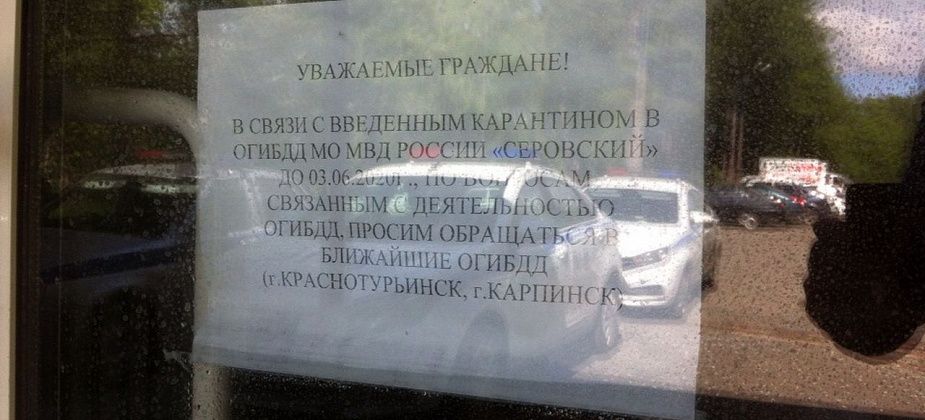 УВАЖАЕМЫЕ ГРАЖДАНЕ!
В СВЯЗИ С ВВЕДЕННЫМ КАРАНТИНОМ В
ОГИБДД МО МВД РОССИИ «СЕРОВСКИЙ»
ДО 03.06.2020г., ПО ВОПРОСАМ
СВЯЗАННЫМ С ДЕЯТЕЛЬНОСТЬЮ
ОГИБДД, ПРОСИМ ОБРАЩАТЬСЯ В
БЛИЖАЙШИЕ ОГИБДД
(г.КРАСНОТУРЬИНСК, г.КАРПИНСК)